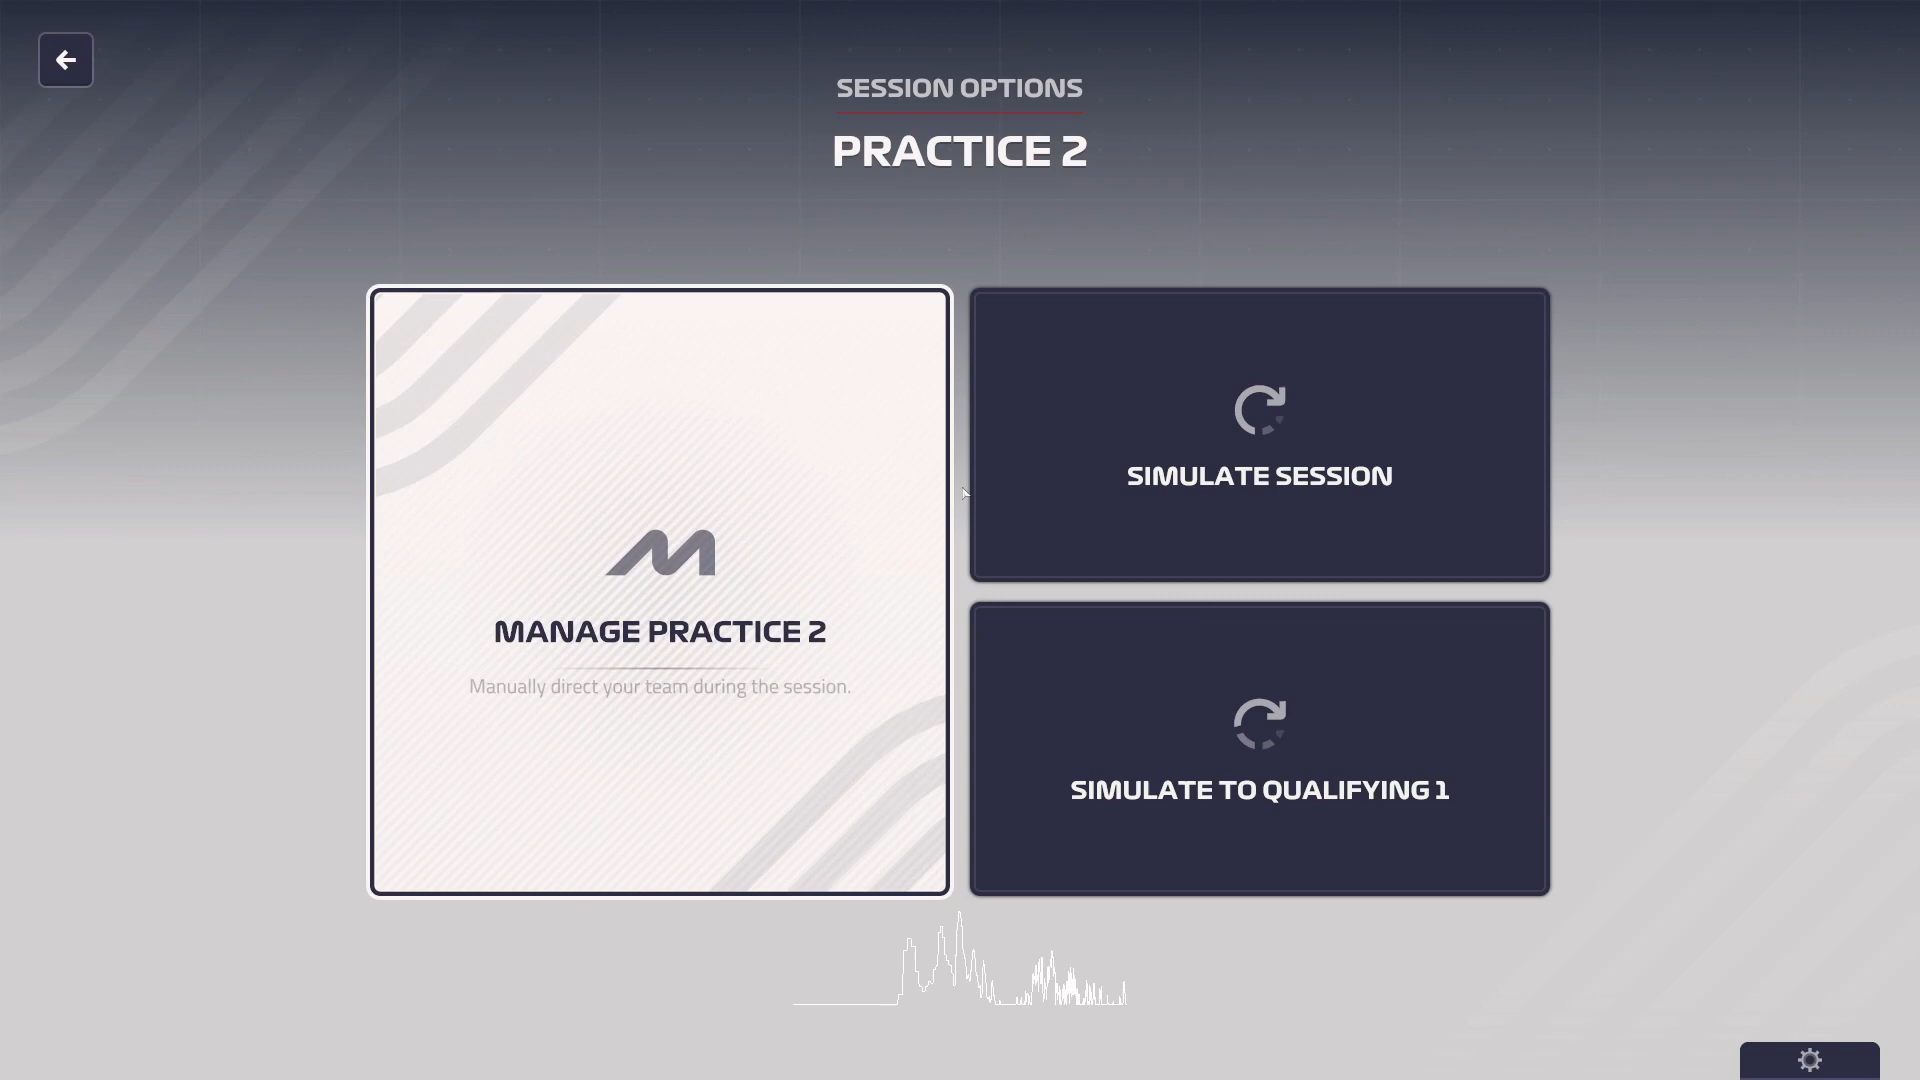 SESSION OPTIONS
PRACTICE 2
MANAGE PRACTICE 2
Manually direct your team during the session.
SIMULATE SESSION
SIMULATE TO QUALIFYING 1